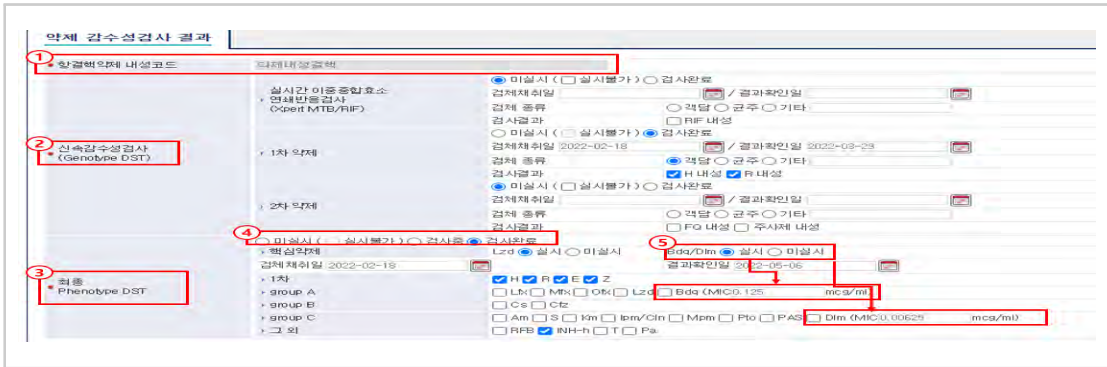 약제 감수성검사 결과
①
* 항결핵약제 내성코드 다제내성결핵
실시간 이중중합효소 연쇄반응검사 (Xpert MTB/RIF)
미실시 ( 실시불가 ) 검사완료
검체채취일 / 결과확인일
검체 종류 객담 균주 기타
검사결과 RIF 내성
②
* 신속감수성검사 (Genotype DST)
1차 약제
미실시 ( 실시불가 ) 검사완료
검체채취일 2022-02-18 / 결과확인일 2022-03-29
검체 종류 객담 균주 기타
검사결과 H 내성 R 내성
2차 약제
미실시 ( 실시불가 ) 검사완료
검체채취일 / 결과확인일
검체 종류 객담 균주 기타
검사결과 FQ 내성 주사제 내성
④
미실시 ( 실시불가 ) 검사중 검사완료
⑤
핵심약제 Lzd 실시 미실시 Bdq/Dlm 실시 미실시
검체채취일 2022-02-18 결과확인일 2022-05-06
③
* 최종 Phenotype DST
1차 H R E Z
group A Lfx Mfx Ofx Lzd Bdq (MIC 0.125 mcg/ml)
group B Cs Cfz
group C Am S Km Ipm/Cln Mpm Pto PAS Dlm (MIC 0.00625 mcg/ml)
그 외 RFB INH-h T Pa